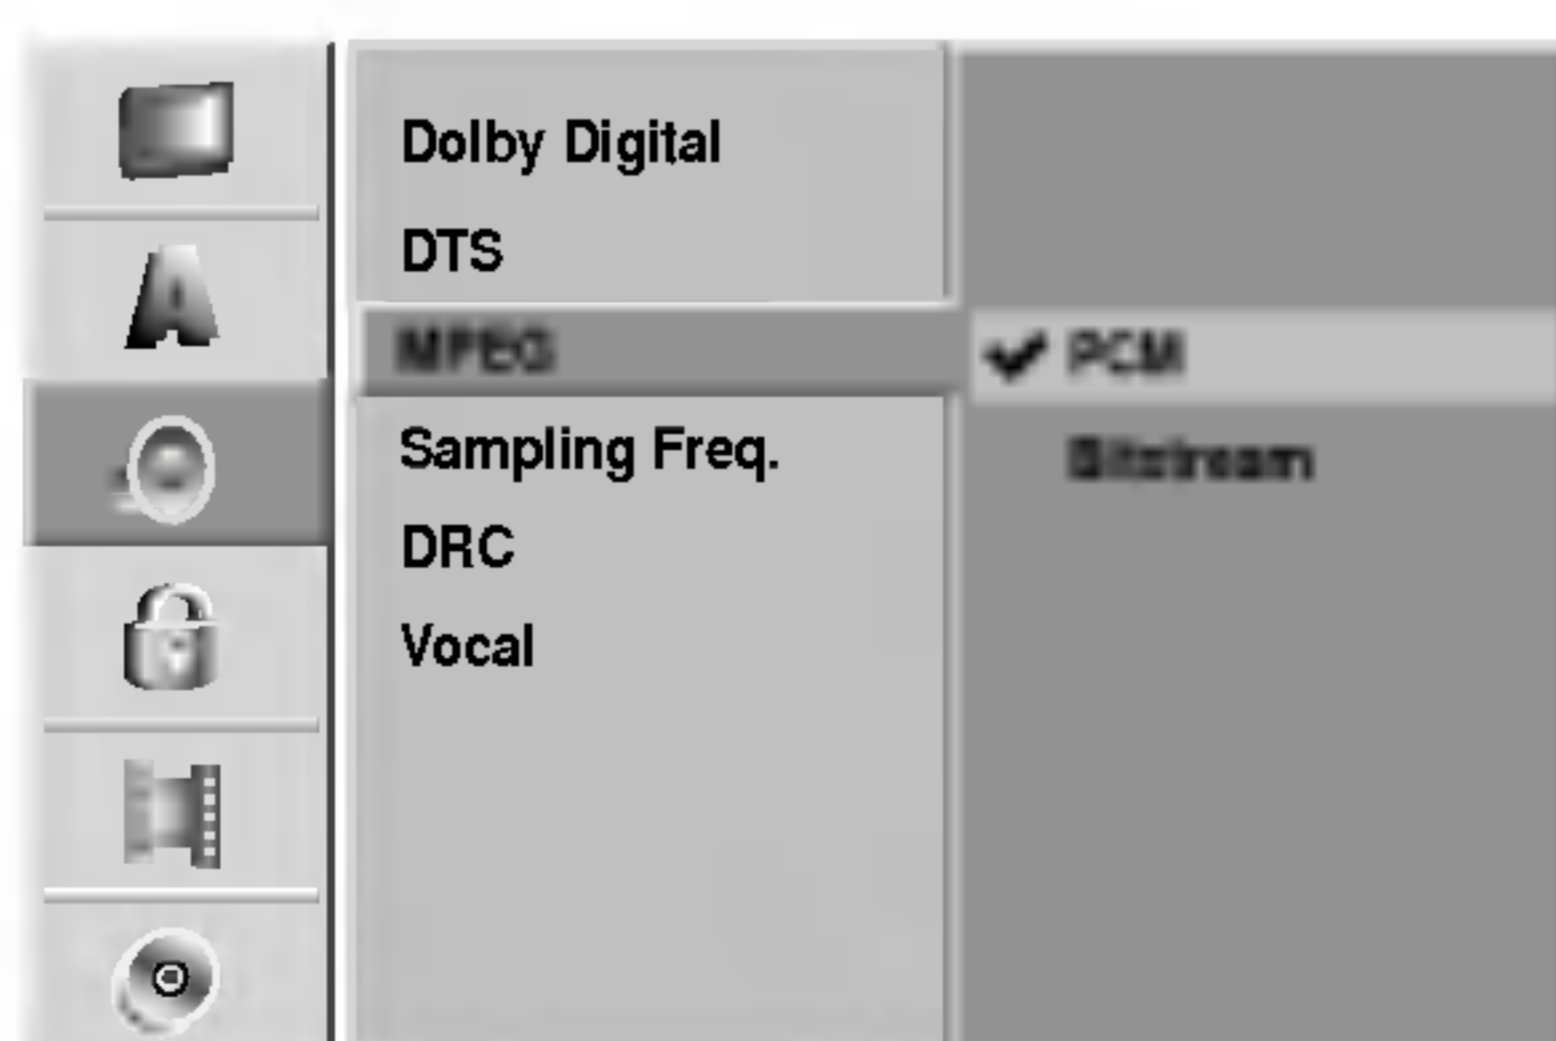 A
Dolby Digital
DTS
MPEG
PCM
Sampling Freq.
Bitstream
DRC
Vocal